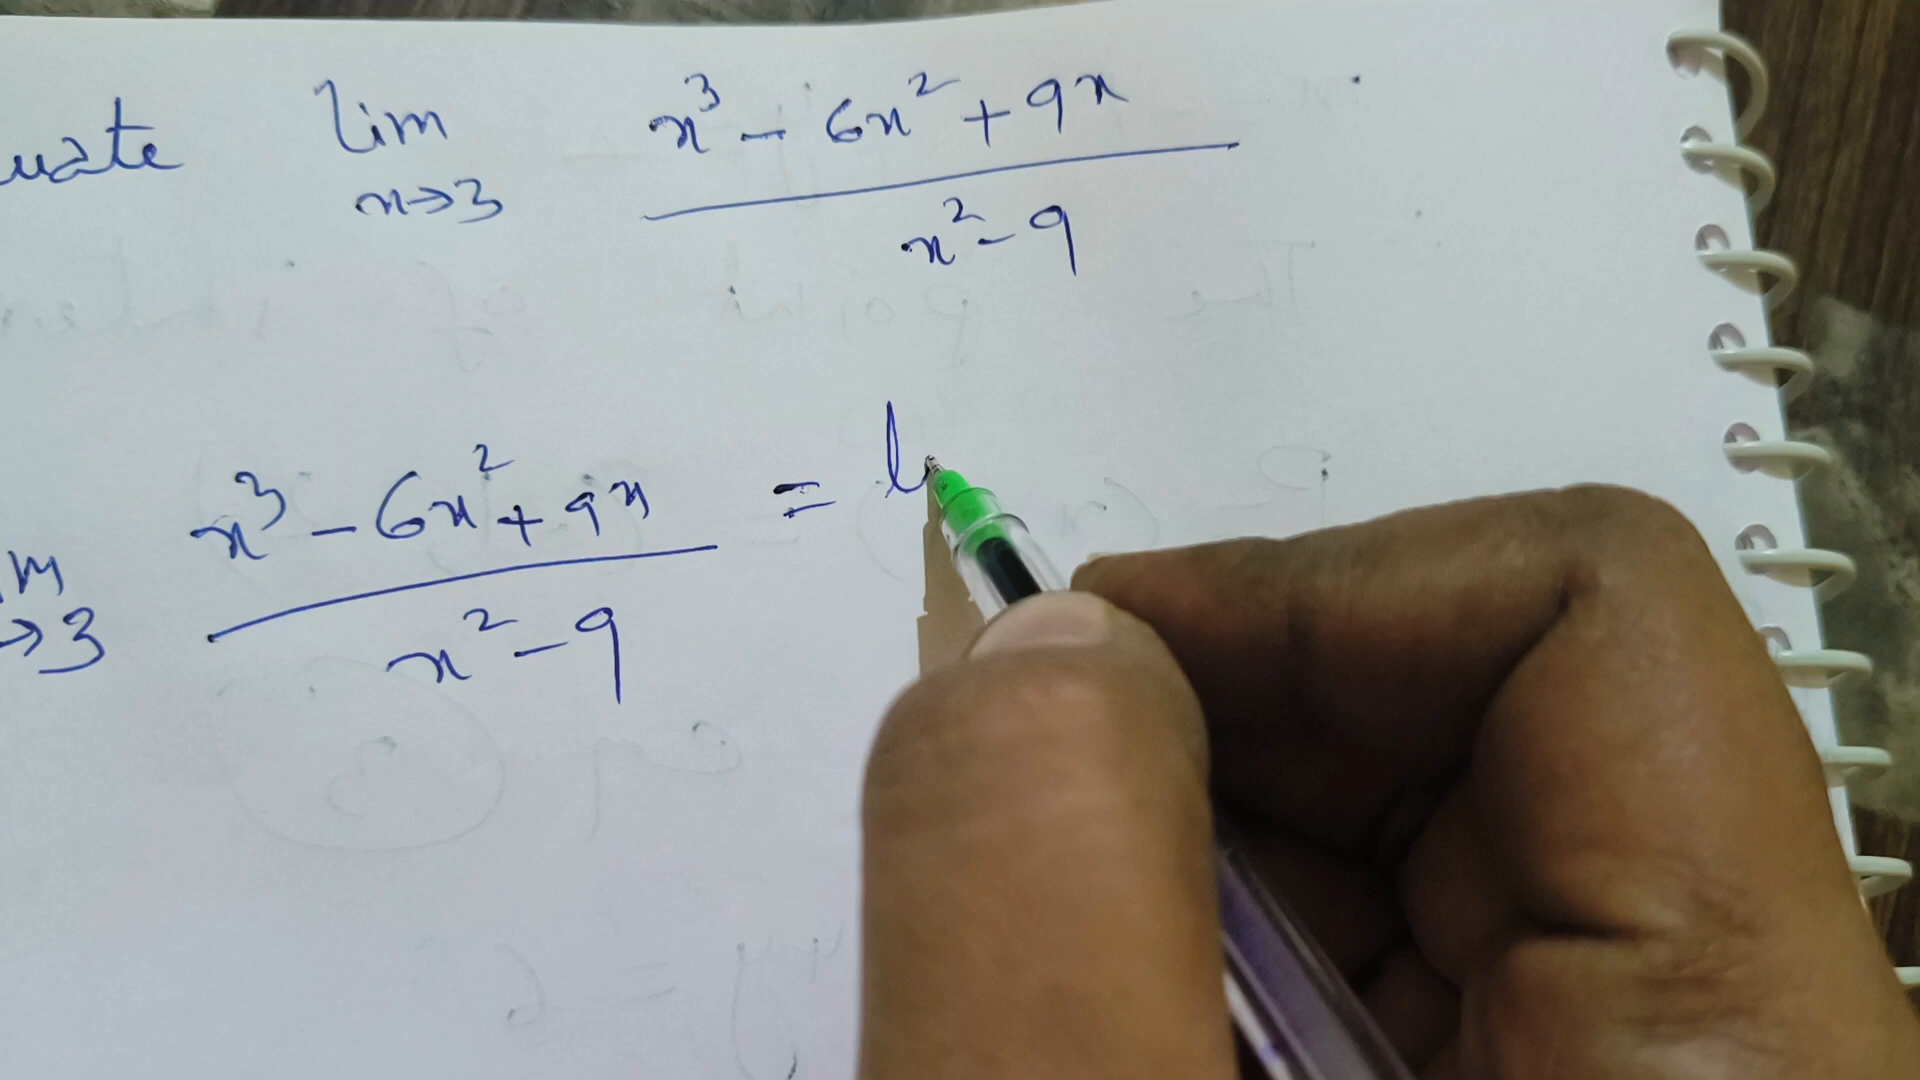 uate lim x³ - 6x² + 9x
x→3 x² - 9
x³ - 6x² + 9x = l
m
→3 x² - 9